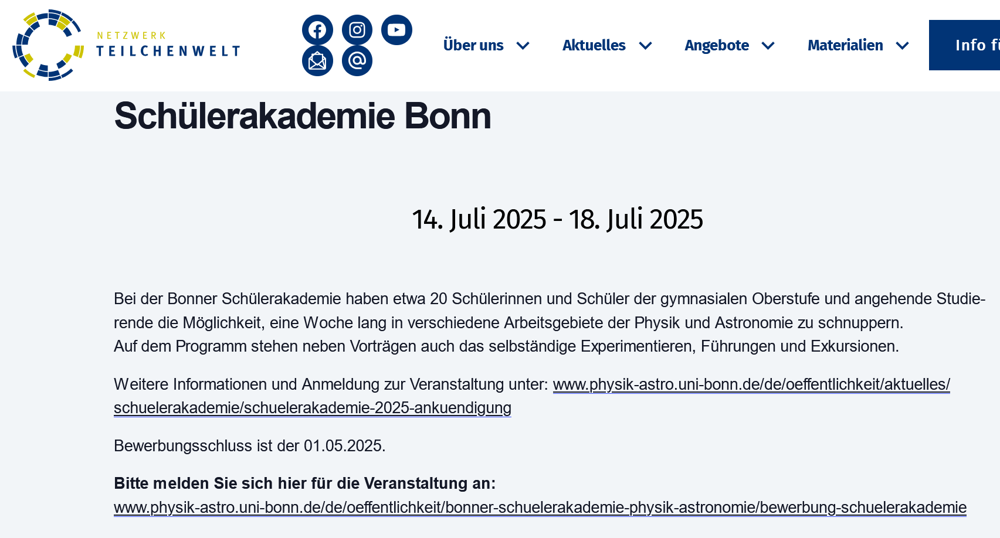 NETZWERK
TEILCHENWELT
Über uns
Aktuelles
Angebote
Materialien
Info fü
Schülerakademie Bonn
14. Juli 2025 - 18. Juli 2025
Bei der Bonner Schülerakademie haben etwa 20 Schülerinnen und Schüler der gymnasialen Oberstufe und angehende Studie-
rende die Möglichkeit, eine Woche lang in verschiedene Arbeitsgebiete der Physik und Astronomie zu schnuppern.
Auf dem Programm stehen neben Vorträgen auch das selbständige Experimentieren, Führungen und Exkursionen.
Weitere Informationen und Anmeldung zur Veranstaltung unter: www.physik-astro.uni-bonn.de/de/oeffentlichkeit/aktuelles/
schuelerakademie/schuelerakademie-2025-ankuendigung
Bewerbungsschluss ist der 01.05.2025.
Bitte melden Sie sich hier für die Veranstaltung an:
www.physik-astro.uni-bonn.de/de/oeffentlichkeit/bonner-schuelerakademie-physik-astronomie/bewerbung-schuelerakademie